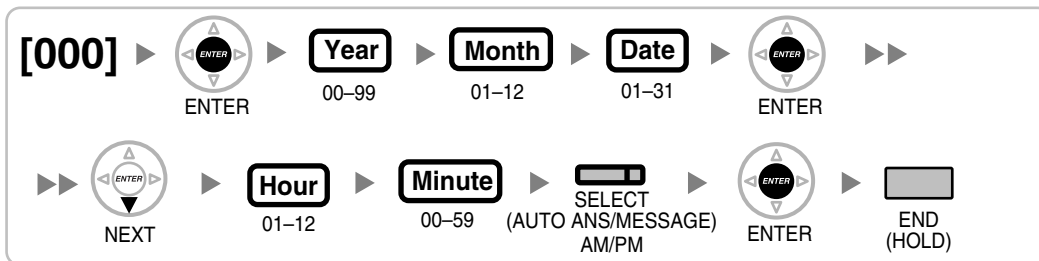 [000] ENTER Year Month Date ENTER
00–99 01–12 01–31
ENTER ENTER
ENTER Hour Minute ENTER
NEXT 01–12 00–59 SELECT (AUTO ANS/MESSAGE) AM/PM ENTER END (HOLD)